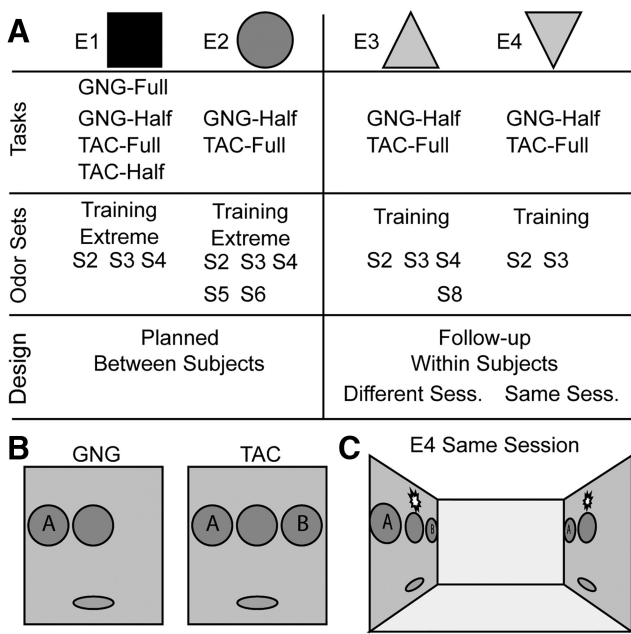 A
E1 E2 E3 E4
Tasks
GNG-Full
GNG-Half GNG-Half GNG-Half GNG-Half
TAC-Full TAC-Full TAC-Full TAC-Full
TAC-Half
Odor Sets
Training Training Training Training
Extreme Extreme
S2 S3 S4 S2 S3 S4 S2 S3 S4 S2 S3
S5 S6 S8
Design
Planned Follow-up
Between Subjects Within Subjects
Different Sess. Same Sess.
B GNG TAC C E4 Same Session
A A B A B A